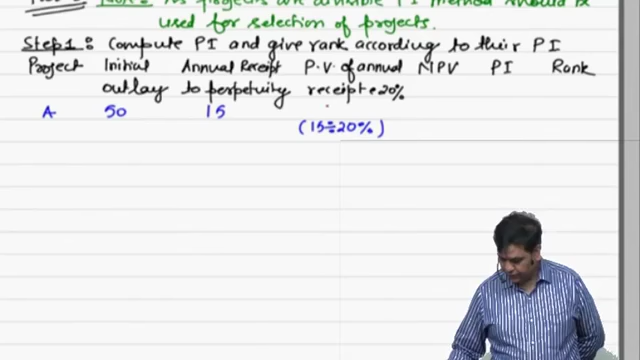 used for selection of projects.
Step 1: Compute PI and give rank according to their PI
Project Initial Annual Receipt P.V. of annual NPV PI Rank
outlay to perpetuity receipt @ 20%
A 50 15
(15÷20%)